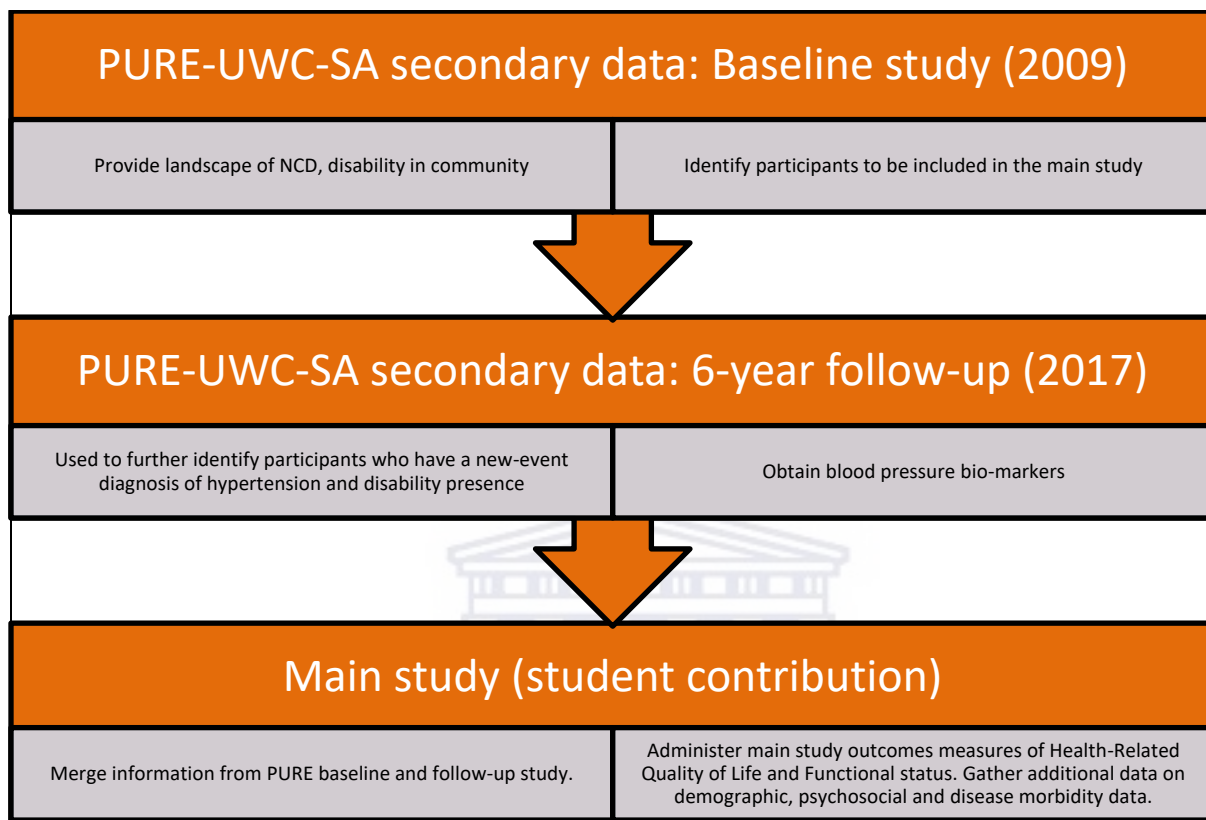 PURE-UWC-SA secondary data: Baseline study (2009)
Provide landscape of NCD, disability in community
Identify participants to be included in the main study
PURE-UWC-SA secondary data: 6-year follow-up (2017)
Used to further identify participants who have a new-event
diagnosis of hypertension and disability presence
Obtain blood pressure bio-markers
Main study (student contribution)
Merge information from PURE baseline and follow-up study.
Administer main study outcomes measures of Health-Related
Quality of Life and Functional status. Gather additional data on
demographic, psychosocial and disease morbidity data.